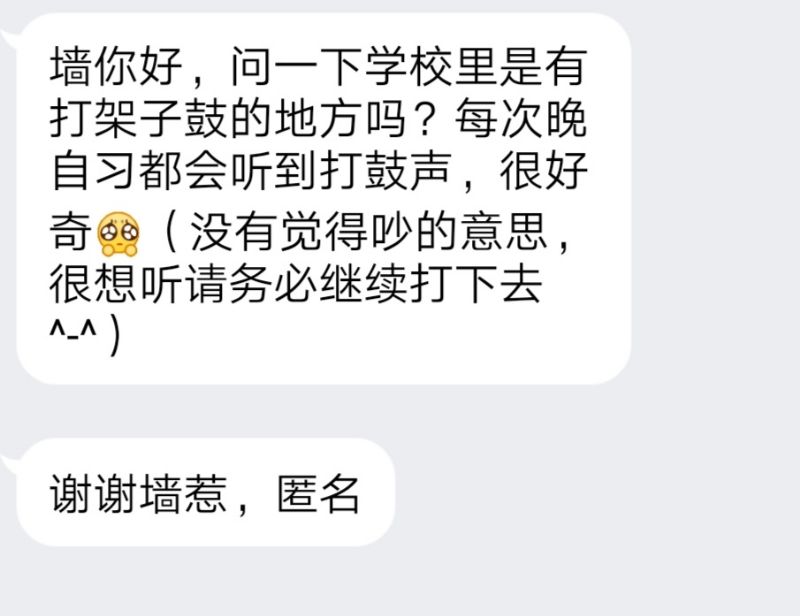 墙你好，问一下学校里是有
打架子鼓的地方吗？每次晚
自习都会听到打鼓声，很好
奇🥺（没有觉得吵的意思，
很想听请务必继续打下去
^-^）
谢谢墙惹，匿名